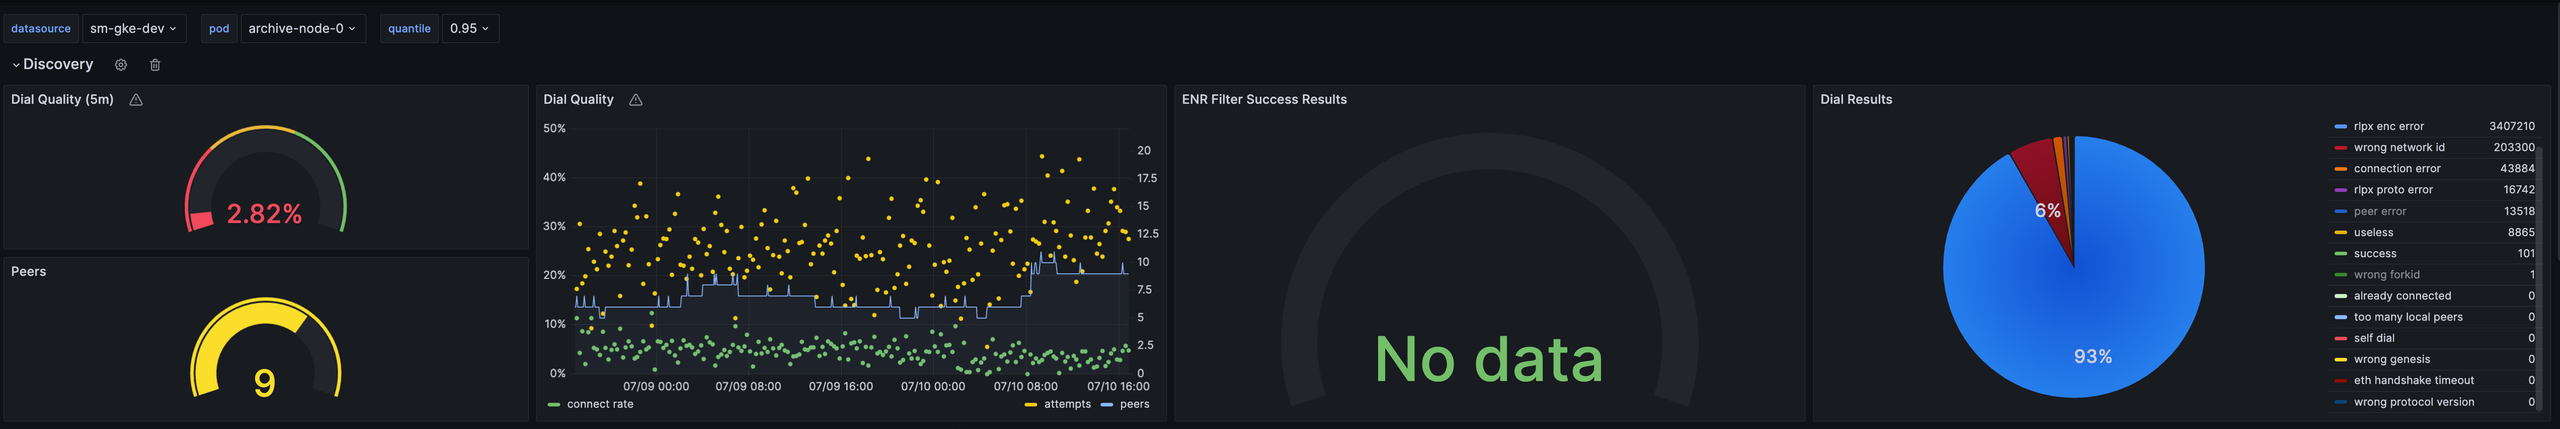 datasource sm-gke-dev pod archive-node-0 quantile 0.95
Discovery
Dial Quality (5m)
2.82%
Peers
9
Dial Quality
50%
40%
30%
20%
10%
0%
20
17.5
15
12.5
10
7.5
5
2.5
0
07/09 00:00 07/09 08:00 07/09 16:00 07/10 00:00 07/10 08:00 07/10 16:00
connect rate attempts peers
ENR Filter Success Results
No data
Dial Results
6%
93%
rlpx enc error 3407210
wrong network id 203300
connection error 43884
rlpx proto error 16742
peer error 13518
useless 8865
success 101
wrong forkid 1
already connected 0
too many local peers 0
self dial 0
wrong genesis 0
eth handshake timeout 0
wrong protocol version 0